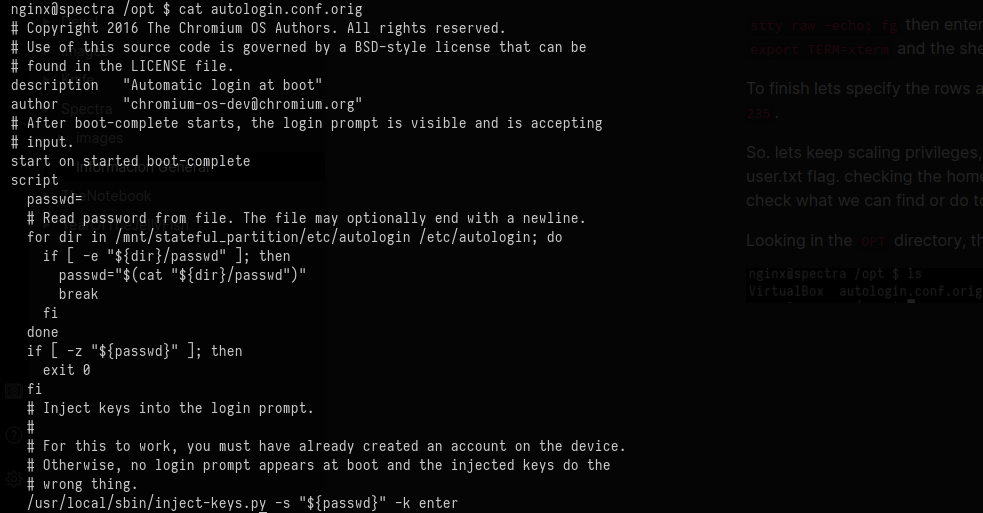 nginx@spectra /opt $ cat autologin.conf.orig
# Copyright 2016 The Chromium OS Authors. All rights reserved.
# Use of this source code is governed by a BSD-style license that can be
# found in the LICENSE file.
description   "Automatic login at boot"
author        "chromium-os-dev@chromium.org"
# After boot-complete starts, the login prompt is visible and is accepting
# input.
start on started boot-complete
script
  passwd=
  # Read password from file. The file may optionally end with a newline.
  for dir in /mnt/stateful_partition/etc/autologin /etc/autologin; do
    if [ -e "${dir}/passwd" ]; then
      passwd="$(cat "${dir}/passwd")"
      break
    fi
  done
  if [ -z "${passwd}" ]; then
    exit 0
  fi
  # Inject keys into the login prompt.
  #
  # For this to work, you must have already created an account on the device.
  # Otherwise, no login prompt appears at boot and the injected keys do the
  # wrong thing.
  /usr/local/sbin/inject-keys.py -s "${passwd}" -k enter
Spectra
images
Informacion General
TheNotebook
stty raw -echo; fg then enter
export TERM=xterm and the she
To finish lets specify the rows a
235 .
So. lets keep scaling privileges,
user.txt flag. checking the hom
check what we can find or do to
Looking in the OPT directory, th
nginx@spectra /opt $ ls
VirtualBox  autologin.conf.orig